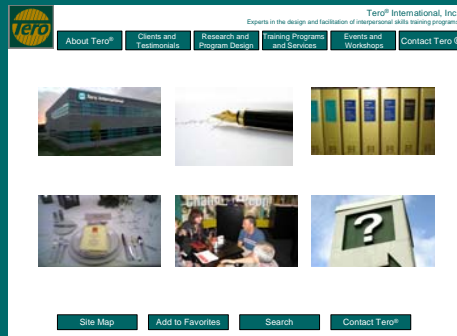 Tero® International, Inc
Experts in the design and facilitation of interpersonal skills training programs
Tero
About Tero®
Clients and
Testimonials
Research and
Program Design
Training Programs
and Services
Events and
Workshops
Contact Tero ®
Tero International
?
Site Map
Add to Favorites
Search
Contact Tero®